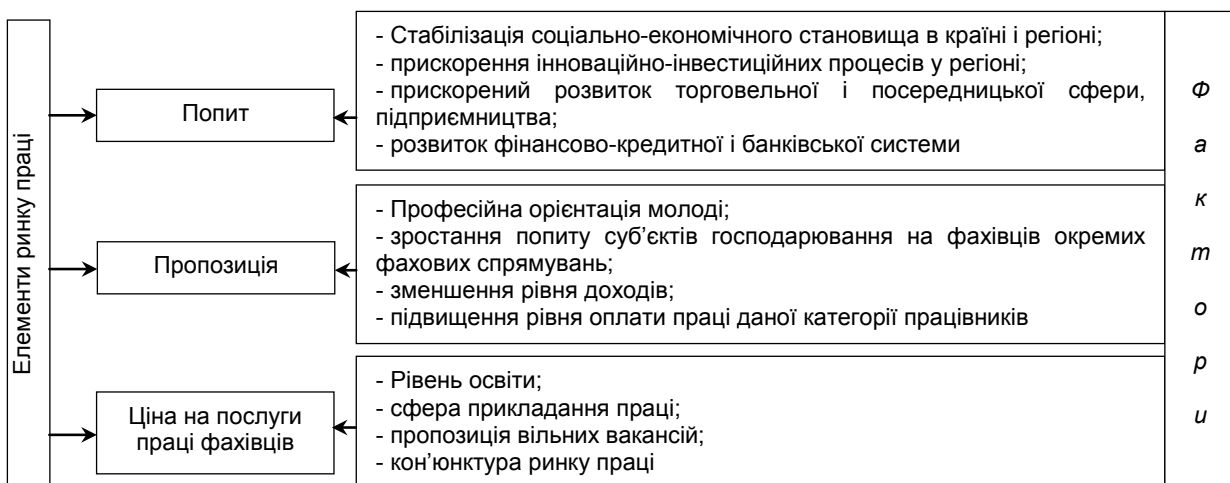 Елементи ринку праці
Попит
- Стабілізація соціально-економічного становища в країні і регіоні;
- прискорення інноваційно-інвестиційних процесів у регіоні;
- прискорений розвиток торговельної і посередницької сфери,
підприємництва;
- розвиток фінансово-кредитної і банківської системи
Пропозиція
- Професійна орієнтація молоді;
- зростання попиту суб’єктів господарювання на фахівців окремих
фахових спрямувань;
- зменшення рівня доходів;
- підвищення рівня оплати праці даної категорії працівників
Ціна на послуги
праці фахівців
- Рівень освіти;
- сфера прикладання праці;
- пропозиція вільних вакансій;
- кон’юнктура ринку праці
Ф
а
к
т
о
р
и